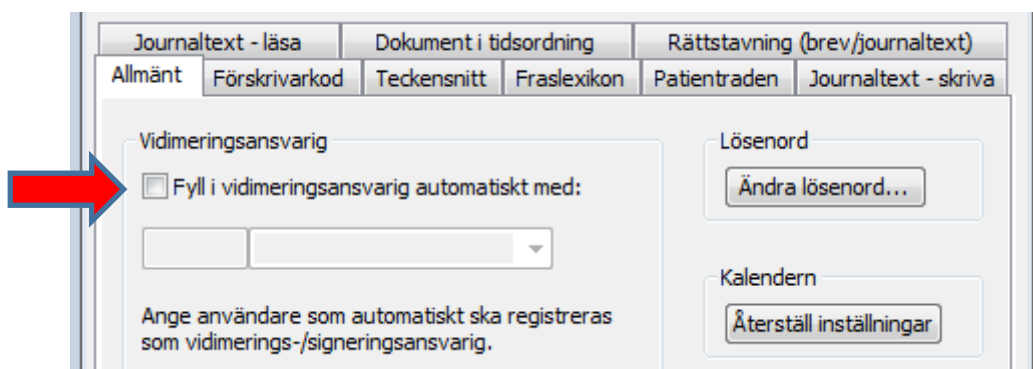 Journaltext - läsa Dokument i tidsordning Rättstavning (brev/journaltext)
Allmänt Förskrivarkod Teckensnitt Fraslexikon Patientraden Journaltext - skriva
Vidimeringsansvarig
Fyll i vidimeringsansvarig automatiskt med:
Ange användare som automatiskt ska registreras
som vidimerings-/signeringsansvarig.
Lösenord
Ändra lösenord...
Kalendern
Återställ inställningar